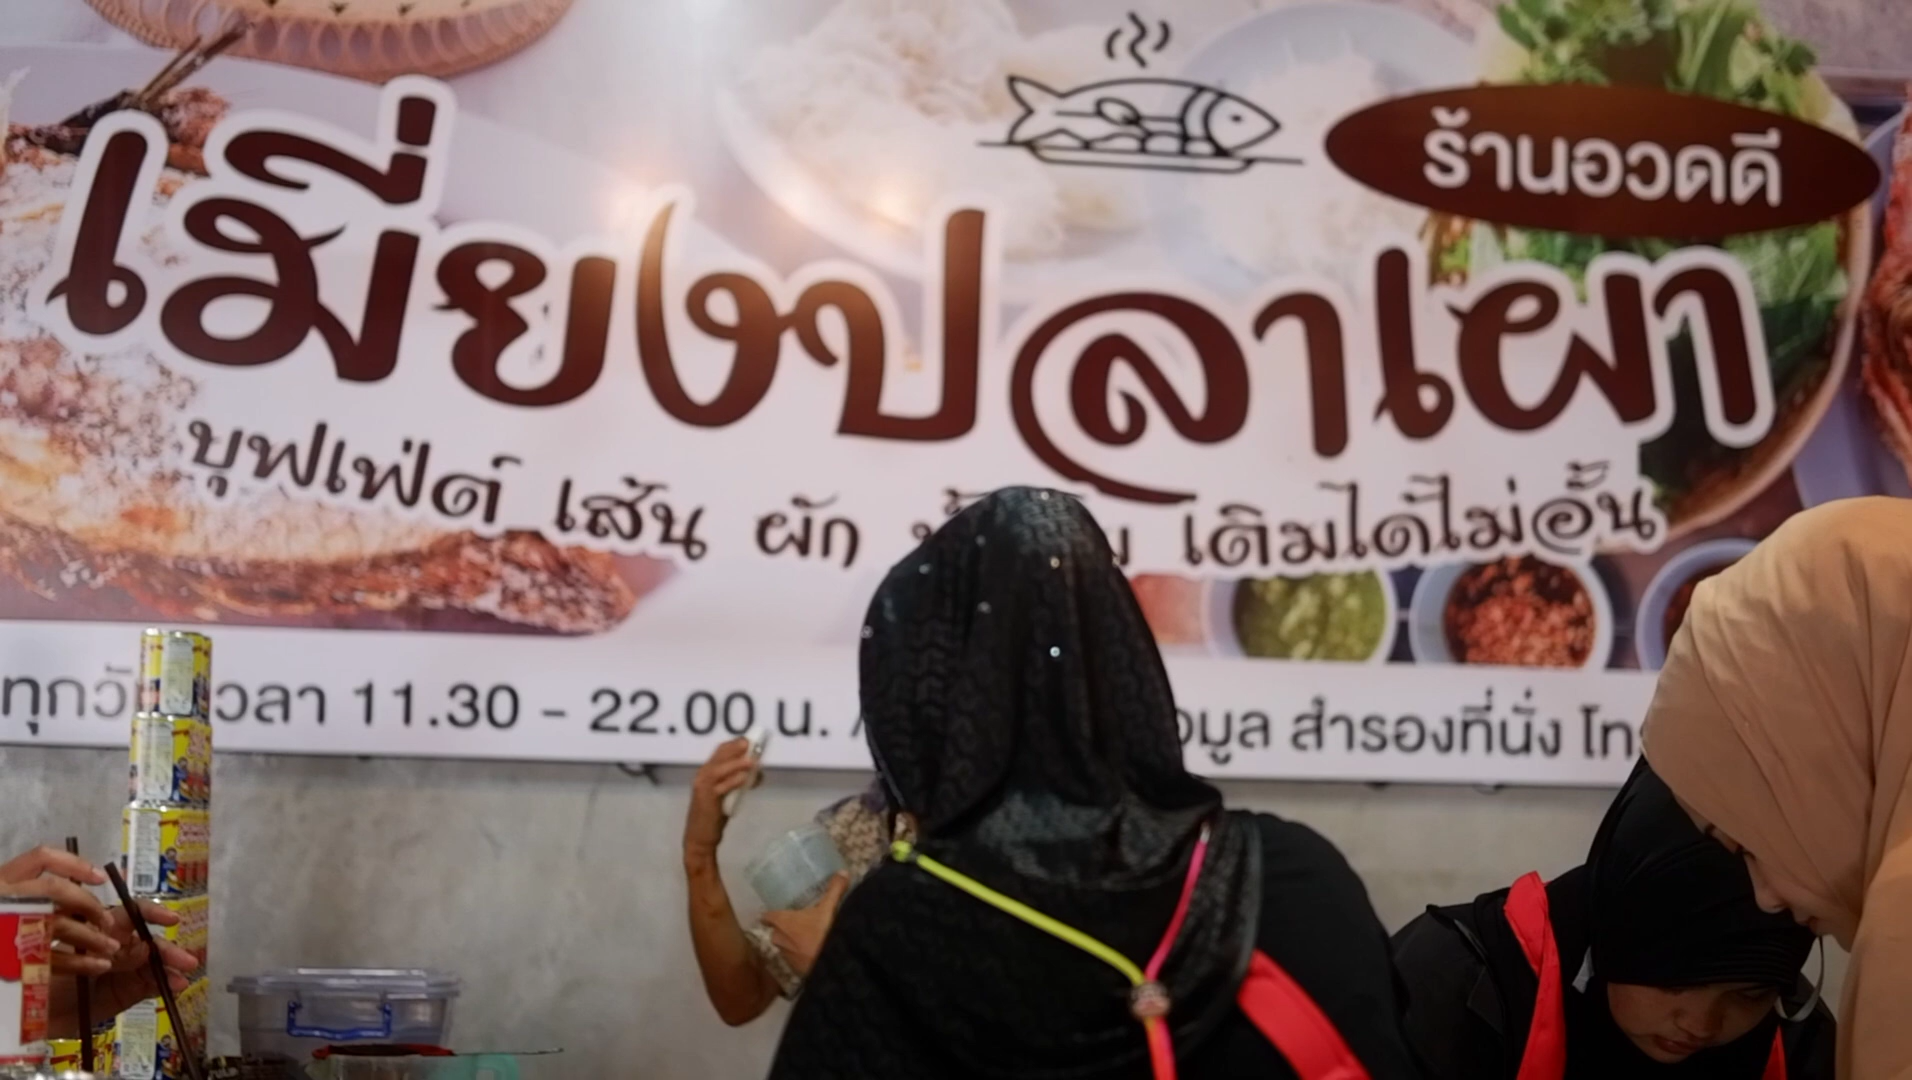 ร้านอวดดี
เมี่ยงปลาเผา
บุฟเฟ่ต์ เส้น ผัก เติมได้ไม่อั้น
11.30 - 22.00 น. / สำรองที่นั่ง